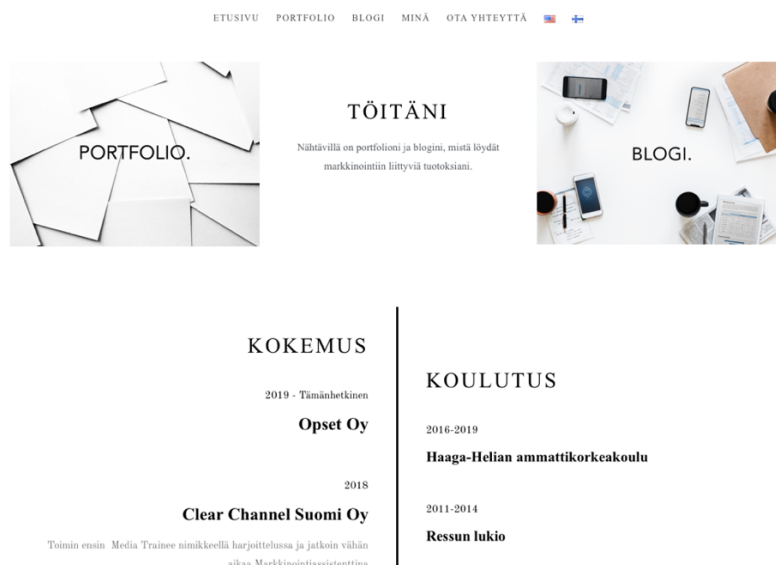 ETUSIVU PORTFOLIO BLOGI MINÄ OTA YHTEYTTÄ
PORTFOLIO.
TÖITÄNI
Nähtävillä on portfolioni ja blogini, mistä löydät
markkinointiin liittyviä tuotoksiani.
BLOGI.
KOKEMUS
2019 - Tämänhetkinen
Opset Oy
2018
Clear Channel Suomi Oy
Toimin ensin Media Trainee nimikkeellä harjoittelussa ja jatkoin vähän
aikaa Markkinointiassistenttina
KOULUTUS
2016-2019
Haaga-Helian ammattikorkeakoulu
2011-2014
Ressun lukio